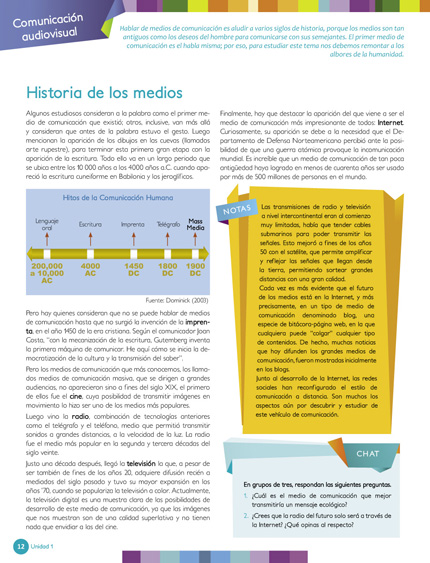 Comunicación
audiovisual
Hablar de medios de comunicación es aludir a varios siglos de historia, porque los medios son tan
antiguos como los deseos del hombre para comunicarse con sus semejantes. El primer medio de
comunicación es el habla misma; por eso, para estudiar este tema nos debemos remontar a los
albores de la humanidad.
Historia de los medios
Algunos estudiosos consideran a la palabra como el primer me-
dio de comunicación que existió; otros, inclusive, van más allá
y consideran que antes de la palabra estuvo el gesto. Luego
mencionan la aparición de los dibujos en las cuevas (llamados
arte rupestre), para terminar esta primera gran etapa con la
aparición de la escritura. Todo ello va en un largo periodo que
se ubica entre los 10 000 años a los 4000 años a.C. cuando apa-
reció la escritura cuneiforme en Babilonia y los jeroglíficos.
Hitos de la Comunicación Humana
Lenguaje
oral
Escritura
Imprenta
Telégrafo
Mass
Media
200,000
a 10,000
AC
4000
AC
1450
DC
1800
DC
1900
DC
Fuente: Dominick (2003)
Pero hay quienes consideran que no se puede hablar de medios
de comunicación hasta que no surgió la invención de la impren-
ta, en el año 1450 de la era cristiana. Según el comunicador Joan
Costa, "con la mecanización de la escritura, Gutemberg inventa
la primera máquina de comunicar. He aquí cómo se inicia la de-
mocratización de la cultura y la transmisión del saber".
Pero los medios de comunicación que más conocemos, los llama-
dos medios de comunicación masiva, que se dirigen a grandes
audiencias, no aparecieron sino a fines del siglo XIX, el primero
de ellos fue el cine, cuya posibilidad de transmitir imágenes en
movimiento lo hizo ser uno de los medios más populares.
Luego vino la radio, combinación de tecnologías anteriores
como el telégrafo y el teléfono, medio que permitió transmitir
sonidos a grandes distancias, a la velocidad de la luz. La radio
fue el medio más popular en la segunda y tercera décadas del
siglo veinte.
Justo una década después, llegó la televisión la que, a pesar de
ser también de fines de los años 20, adquiere difusión recién a
mediados del siglo pasado y tuvo su mayor expansión en los
años '70, cuando se populariza la televisión a color. Actualmente,
la televisión digital es una muestra clara de las posibilidades de
desarrollo de este medio de comunicación, ya que las imágenes
que nos muestran son de una calidad superlativa y no tienen
nada que envidiar a las del cine.
Finalmente, hay que destacar la aparición del que viene a ser el
medio de comunicación más impresionante de todos: Internet.
Curiosamente, su aparición se debe a la necesidad que el De-
partamento de Defensa Norteamericano percibió ante la posi-
bilidad de que una guerra atómica provoque la incomunicación
mundial. Es increíble que un medio de comunicación de tan poca
antigüedad haya logrado en menos de cuarenta años ser usado
por más de 500 millones de personas en el mundo.
NOTAS
Las transmisiones de radio y televisión
a nivel intercontinental eran al comienzo
muy limitadas, había que tender cables
submarinos para poder transmitir las
señales. Esto mejoró a fines de los años
50 con el satélite, que permite amplificar
y reflejar las señales que llegan desde
la tierra, permitiendo sortear grandes
distancias con una gran calidad.
Cada vez es más evidente que el futuro
de los medios está en la Internet, y más
precisamente, en un tipo de medio de
comunicación denominado blog, una
especie de bitácora-página web, en la que
cualquiera puede "colgar" cualquier tipo
de contenidos. De hecho, muchas noticias
que hoy difunden los grandes medios de
comunicación, fueron mostradas inicialmente
en los blogs.
Junto al desarrollo de la Internet, las redes
sociales han reconfigurado el estilo de
comunicación a distancia. Son muchos los
aspectos aún por descubrir y estudiar de
este vehículo de comunicación.
CHAT
En grupos de tres, respondan las siguientes preguntas.
1. ¿Cuál es el medio de comunicación que mejor
transmitiría un mensaje ecológico?
2. ¿Crees que la radio del futuro solo será a través de
la Internet? ¿Qué opinas al respecto?
12 Unidad 1